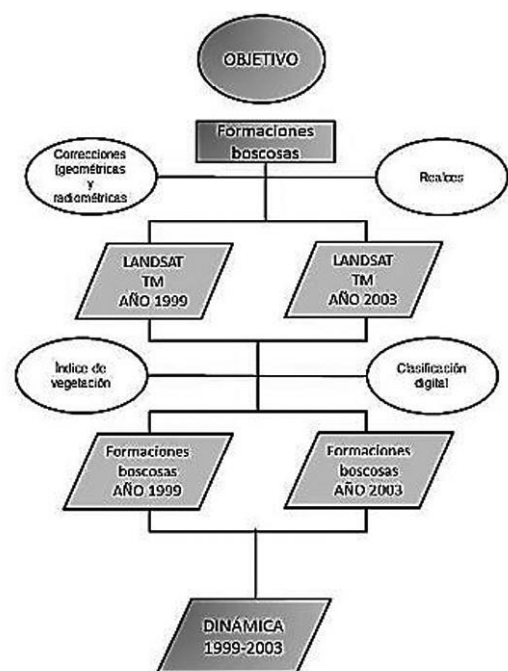 OBJETIVO
Formaciones
boscosas
Correcciones
(geométricas
y
radiométricas
Realces
LANDSAT
TM
AÑO 1999
LANDSAT
TM
AÑO 2003
Índice de
vegetación
Clasificación
digital
Formaciones
boscosas
AÑO 1999
Formaciones
boscosas
AÑO 2003
DINÁMICA
1999-2003